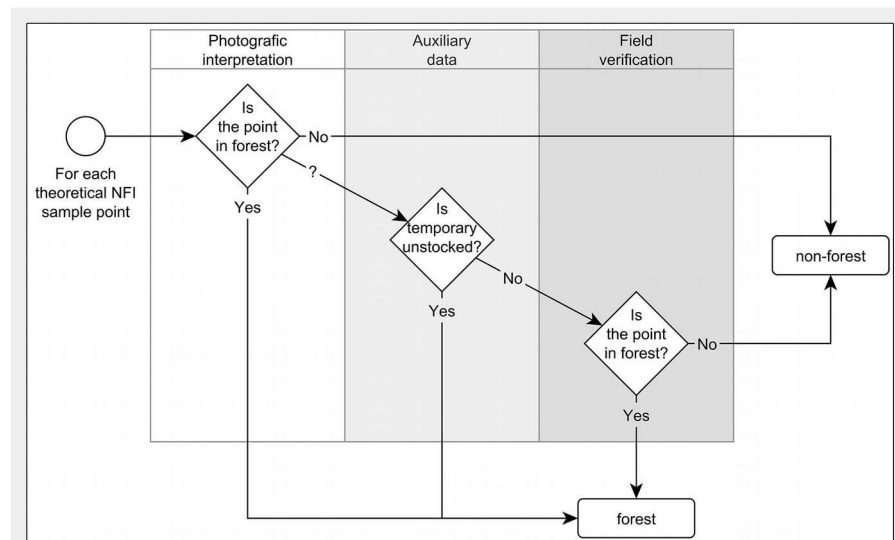 Photografic
interpretation
Auxiliary
data
Field
verification
For each
theoretical NFI
sample point
Is
the point
in forest?
No
?
Yes
Is
temporary
unstocked?
No
Yes
Is
the point
in forest?
No
Yes
non-forest
forest